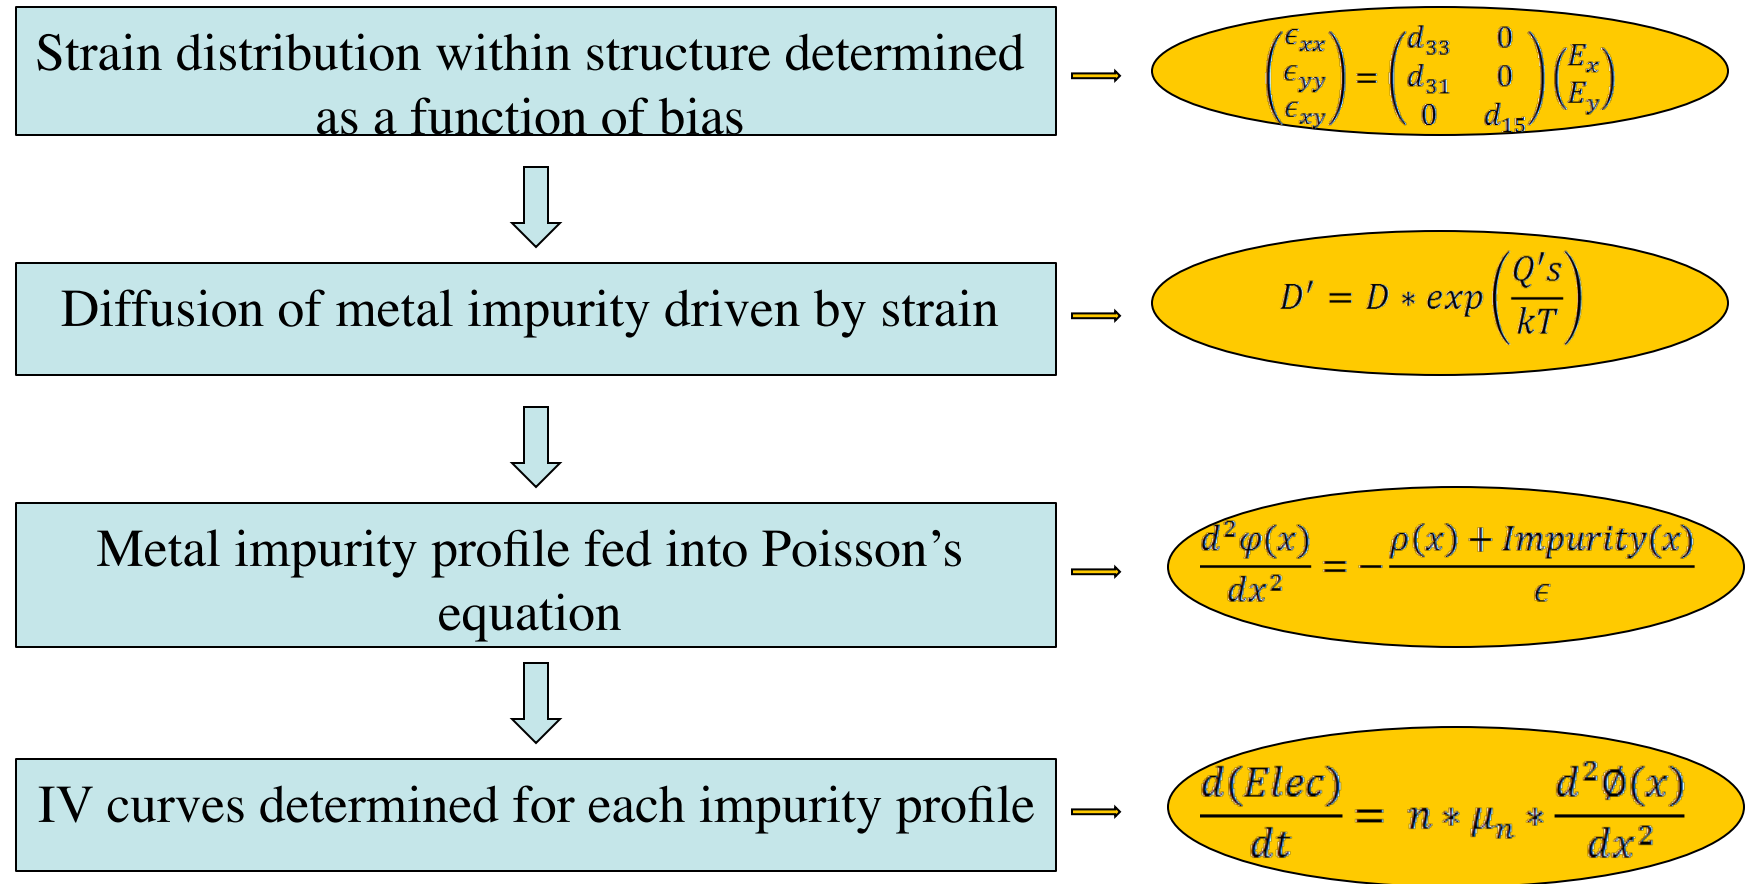 Strain distribution within structure determined
as a function of bias
(ϵxx ϵyy ϵxy) = (d33 0 d31 0 0 d15) (Ex Ey)
Diffusion of metal impurity driven by strain
D′ = D ∗ exp(Q′s / kT)
Metal impurity profile fed into Poisson’s
equation
d²φ(x)/dx² = − (ρ(x) + Impurity(x))/ϵ
IV curves determined for each impurity profile
d(Elec)/dt = n ∗ μn ∗ d²∅(x)/dx²